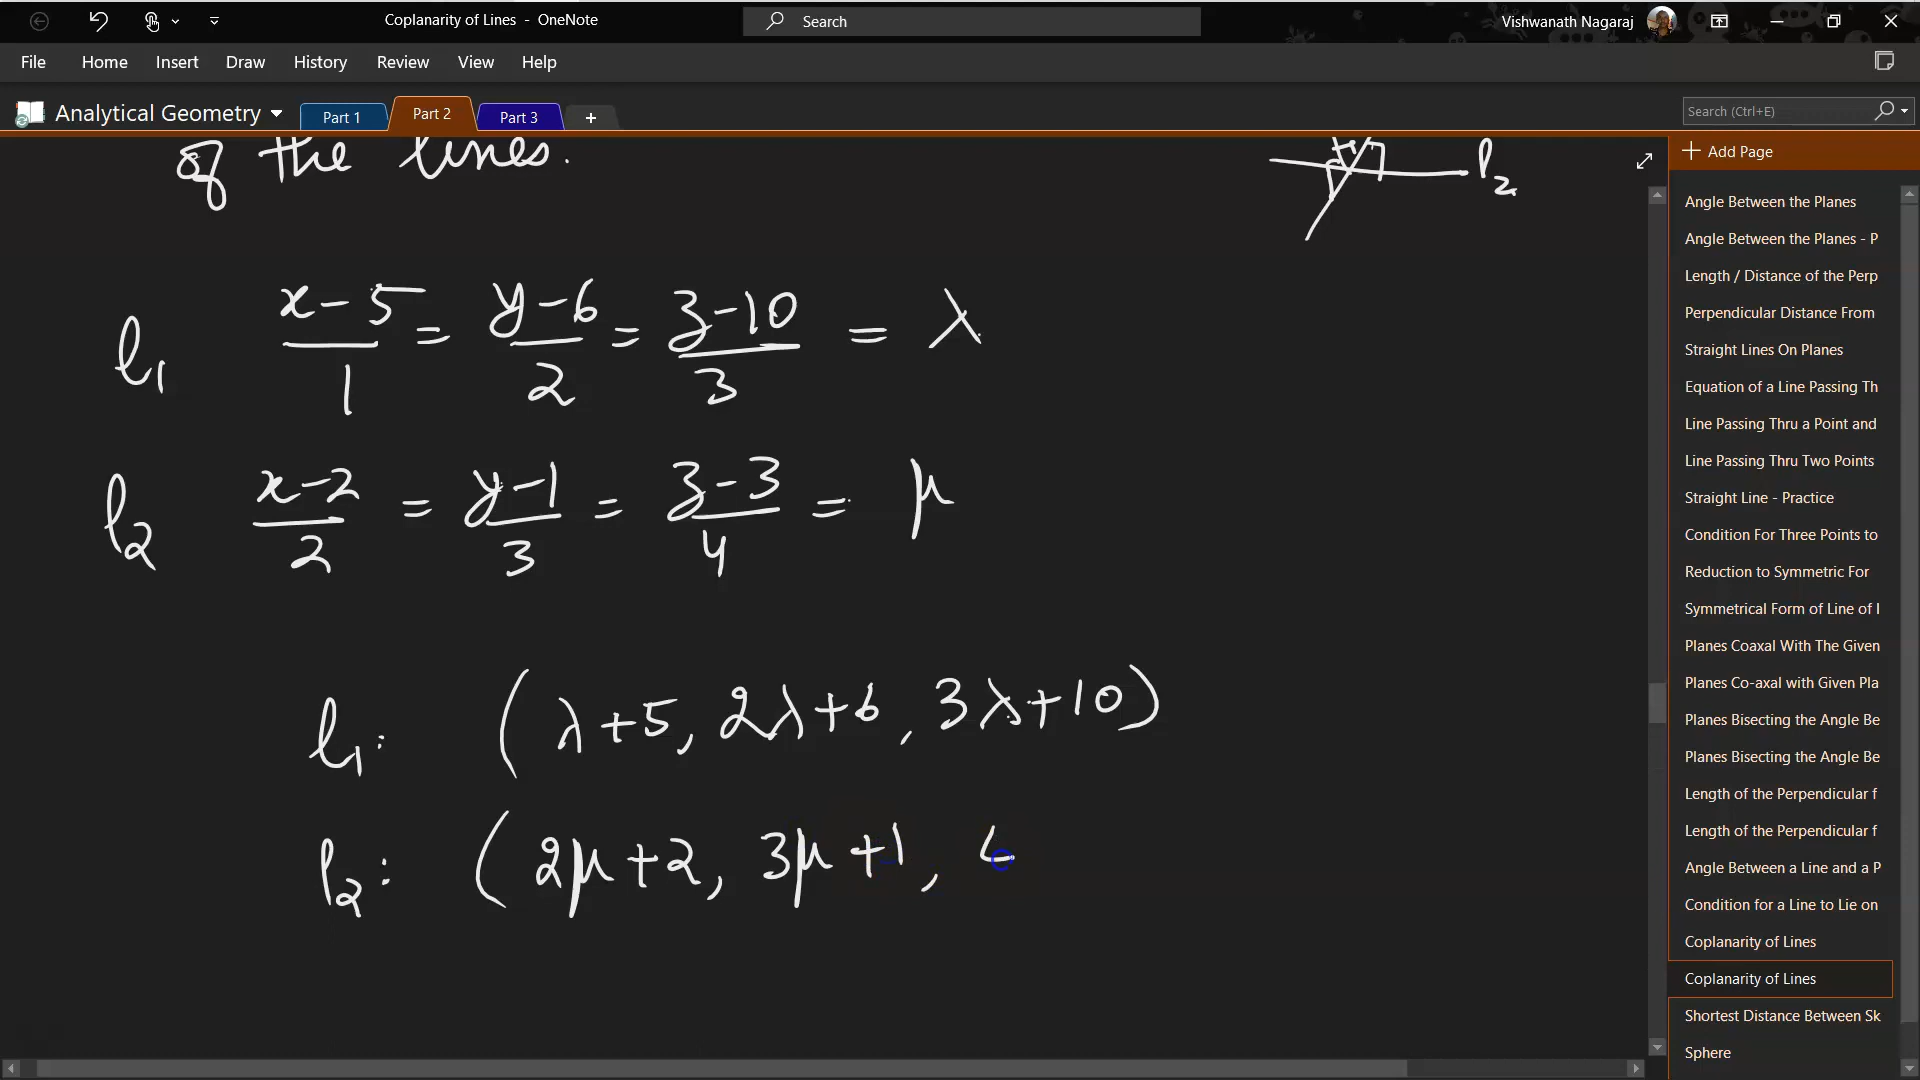 Coplanarity of Lines - OneNote
Search
Vishwanath Nagaraj
File Home Insert Draw History Review View Help
Analytical Geometry
Part 1
Part 2
Part 3
+
Search (Ctrl+E)
of the lines.
l₂
l₁ (x-5)/1 = (y-6)/2 = (z-10)/3 = λ
l₂ (x-2)/2 = (y-1)/3 = (z-3)/4 = μ
l₁: (λ+5, 2λ+6, 3λ+10)
l₂: (2μ+2, 3μ+1,
Add Page
Angle Between the Planes
Angle Between the Planes - P
Length / Distance of the Perp
Perpendicular Distance From
Straight Lines On Planes
Equation of a Line Passing Th
Line Passing Thru a Point and
Line Passing Thru Two Points
Straight Line - Practice
Condition For Three Points to
Reduction to Symmetric For
Symmetrical Form of Line of I
Planes Coaxal With The Given
Planes Co-axal with Given Pla
Planes Bisecting the Angle Be
Planes Bisecting the Angle Be
Length of the Perpendicular f
Length of the Perpendicular f
Angle Between a Line and a P
Condition for a Line to Lie on
Coplanarity of Lines
Coplanarity of Lines
Shortest Distance Between Sk
Sphere